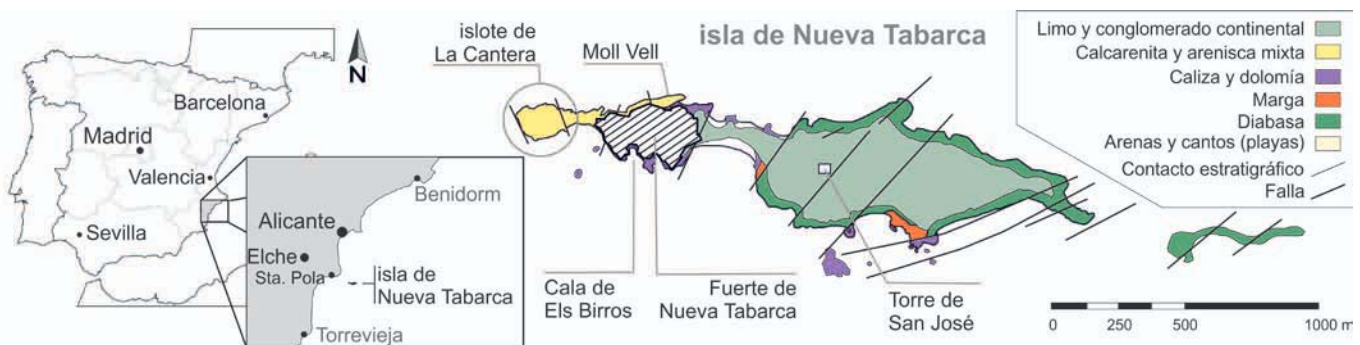 isla de Nueva Tabarca
islote de
La Cantera
Moll Vell
N
Barcelona
Madrid
Valencia
Sevilla
Benidorm
Alicante
Elche
Sta. Pola
isla de
Nueva Tabarca
Torrevieja
Cala de
Els Birros
Fuerte de
Nueva Tabarca
Torre de
San José
Limo y conglomerado continental
Calcarenita y arenisca mixta
Caliza y dolomía
Marga
Diabasa
Arenas y cantos (playas)
Contacto estratigráfico
Falla
0 250 500 1000 m